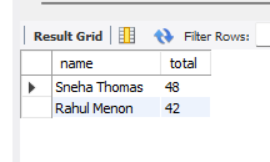 Result Grid Filter Rows:
name total
Sneha Thomas 48
Rahul Menon 42